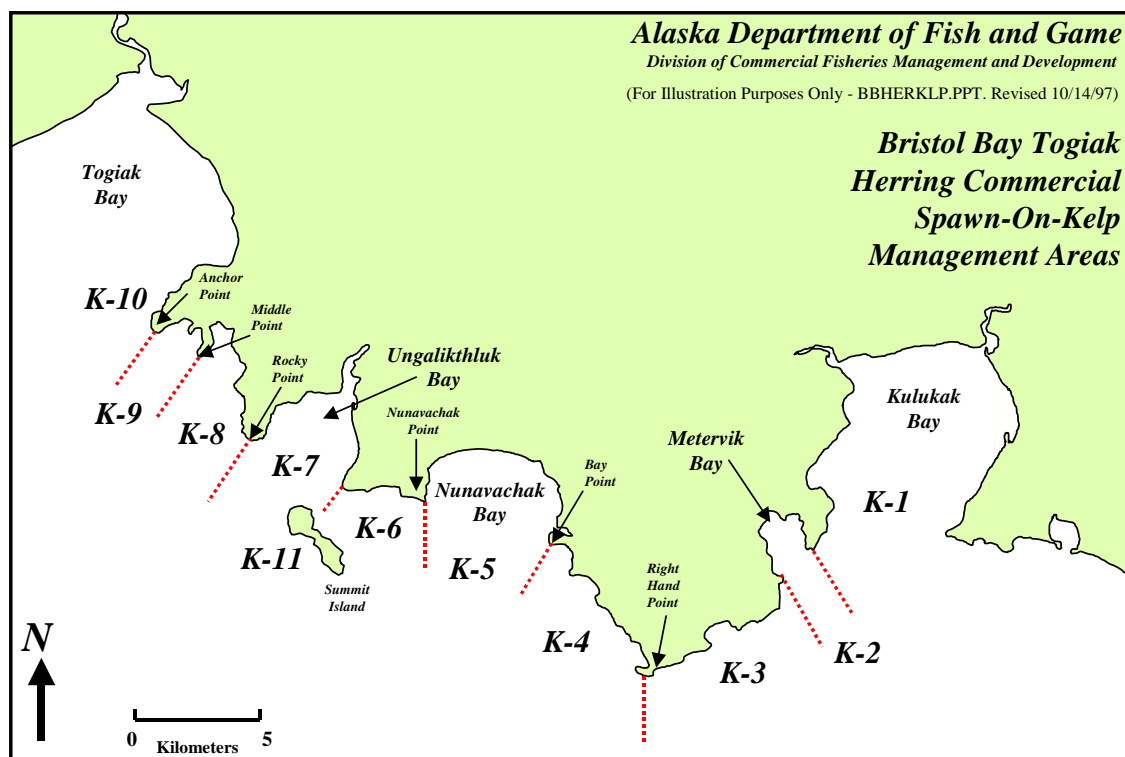 Alaska Department of Fish and Game
Division of Commercial Fisheries Management and Development
(For Illustration Purposes Only - BBHERKLP.PPT. Revised 10/14/97)
Bristol Bay Togiak
Herring Commercial
Spawn-On-Kelp
Management Areas
Togiak
Bay
K-10
Anchor
Point
Middle
Point
Rocky
Point
Ungalikthluk
Bay
K-9
K-8
K-7
Nunavachak
Point
Nunavachak
Bay
Bay
Point
Metervik
Bay
Kulukak
Bay
K-1
K-6
K-11
K-5
Summit
Island
Right
Hand
Point
K-4
K-3
K-2
N
0
5
Kilometers